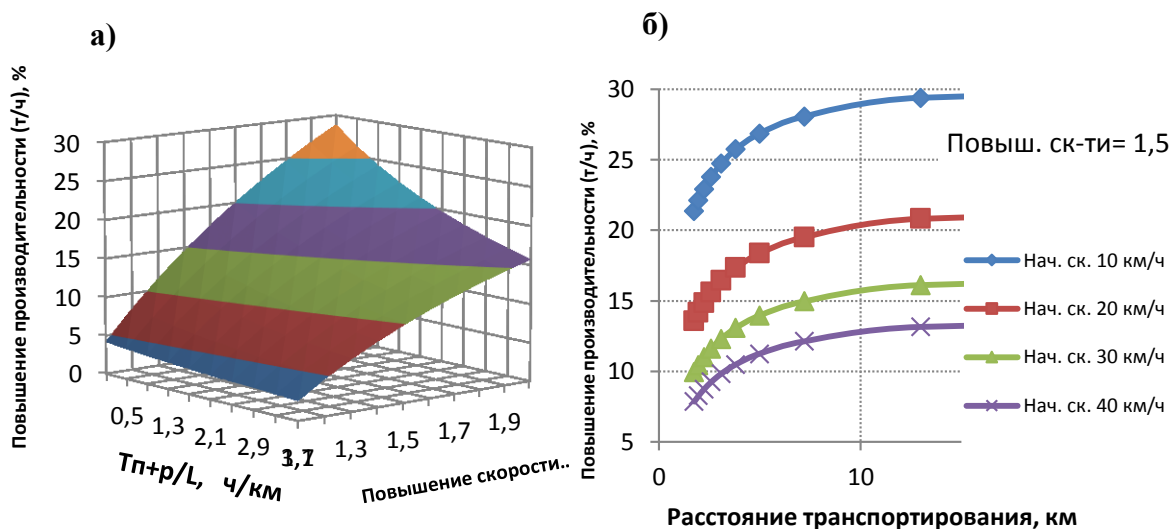 а)
Повышение производительности (т/ч), %
30
25
20
15
10
5
0
0,5
1,3
2,1
2,9
1,3
1,5
1,7
1,9
Тп+р/L, ч/км
Повышение скорости..
б)
Повышение производительности (т/ч), %
30
25
20
15
10
5
0
10
Повыш. ск-ти= 1,5
Нач. ск. 10 км/ч
Нач. ск. 20 км/ч
Нач. ск. 30 км/ч
Нач. ск. 40 км/ч
Расстояние транспортирования, км